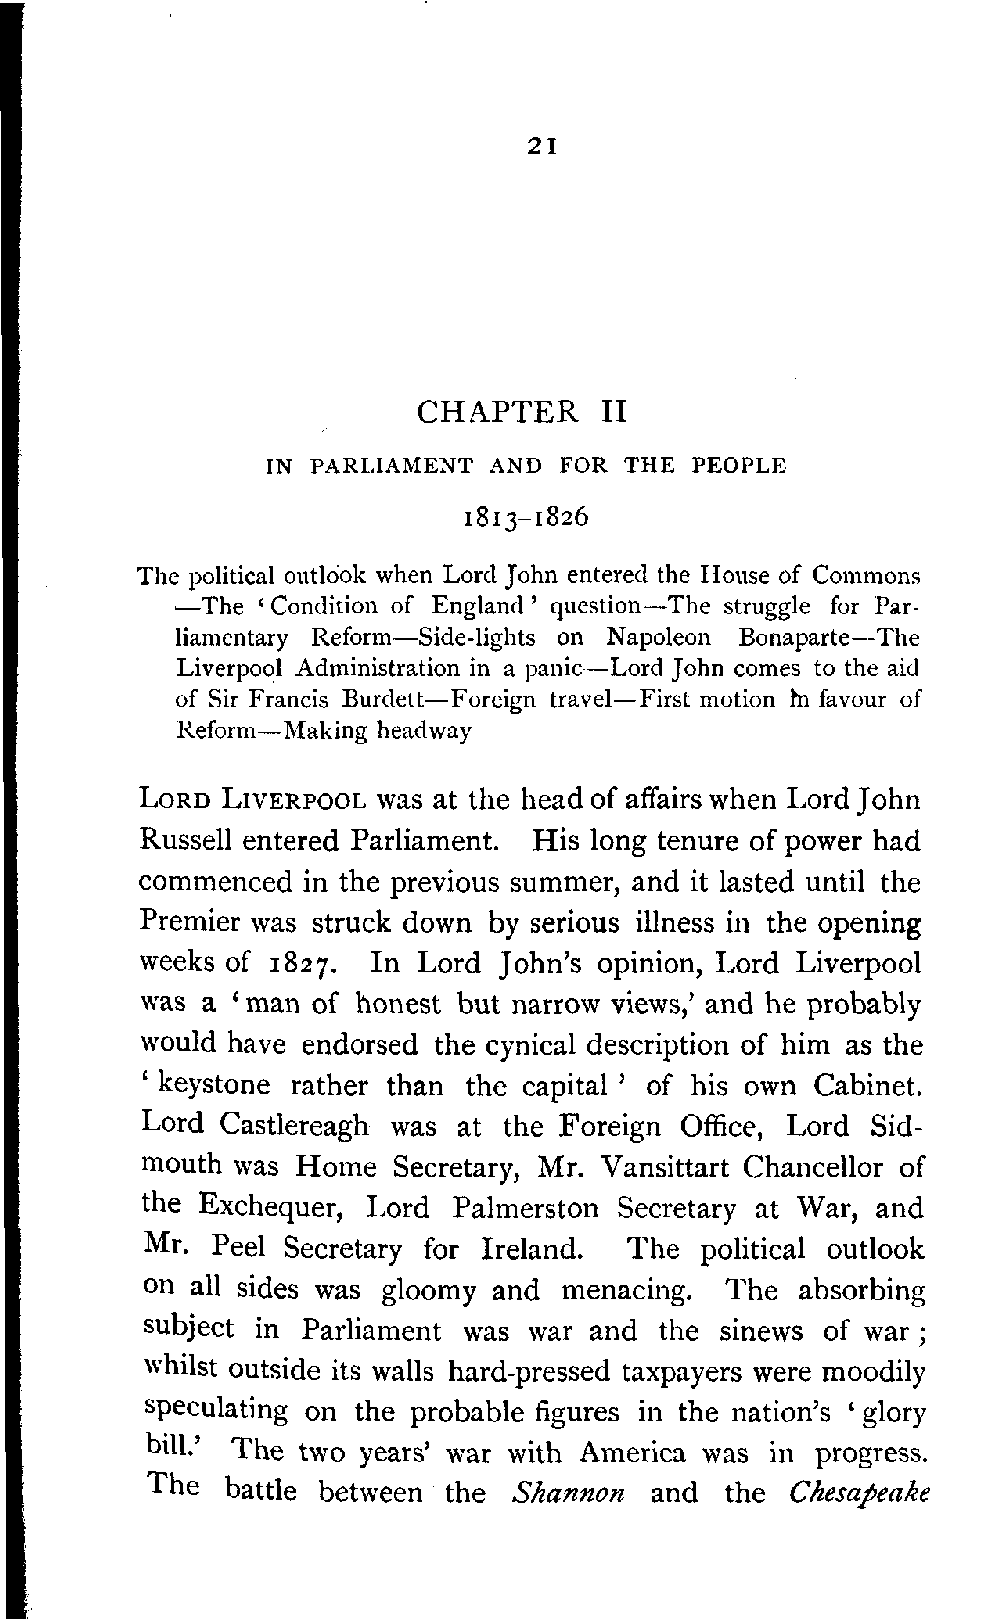 21
CHAPTER II
IN PARLIAMENT AND FOR THE PEOPLE
1813–1826
The political outlook when Lord John entered the House of Commons
—The ‘Condition of England’ question—The struggle for Par-
liamentary Reform—Side-lights on Napoleon Bonaparte—The
Liverpool Administration in a panic—Lord John comes to the aid
of Sir Francis Burdett—Foreign travel—First motion in favour of
Reform—Making headway
LORD LIVERPOOL was at the head of affairs when Lord John
Russell entered Parliament. His long tenure of power had
commenced in the previous summer, and it lasted until the
Premier was struck down by serious illness in the opening
weeks of 1827. In Lord John’s opinion, Lord Liverpool
was a ‘man of honest but narrow views,’ and he probably
would have endorsed the cynical description of him as the
‘keystone rather than the capital’ of his own Cabinet.
Lord Castlereagh was at the Foreign Office, Lord Sid-
mouth was Home Secretary, Mr. Vansittart Chancellor of
the Exchequer, Lord Palmerston Secretary at War, and
Mr. Peel Secretary for Ireland. The political outlook
on all sides was gloomy and menacing. The absorbing
subject in Parliament was war and the sinews of war;
whilst outside its walls hard-pressed taxpayers were moodily
speculating on the probable figures in the nation’s ‘glory
bill.’ The two years’ war with America was in progress.
The battle between the Shannon and the Chesapeake